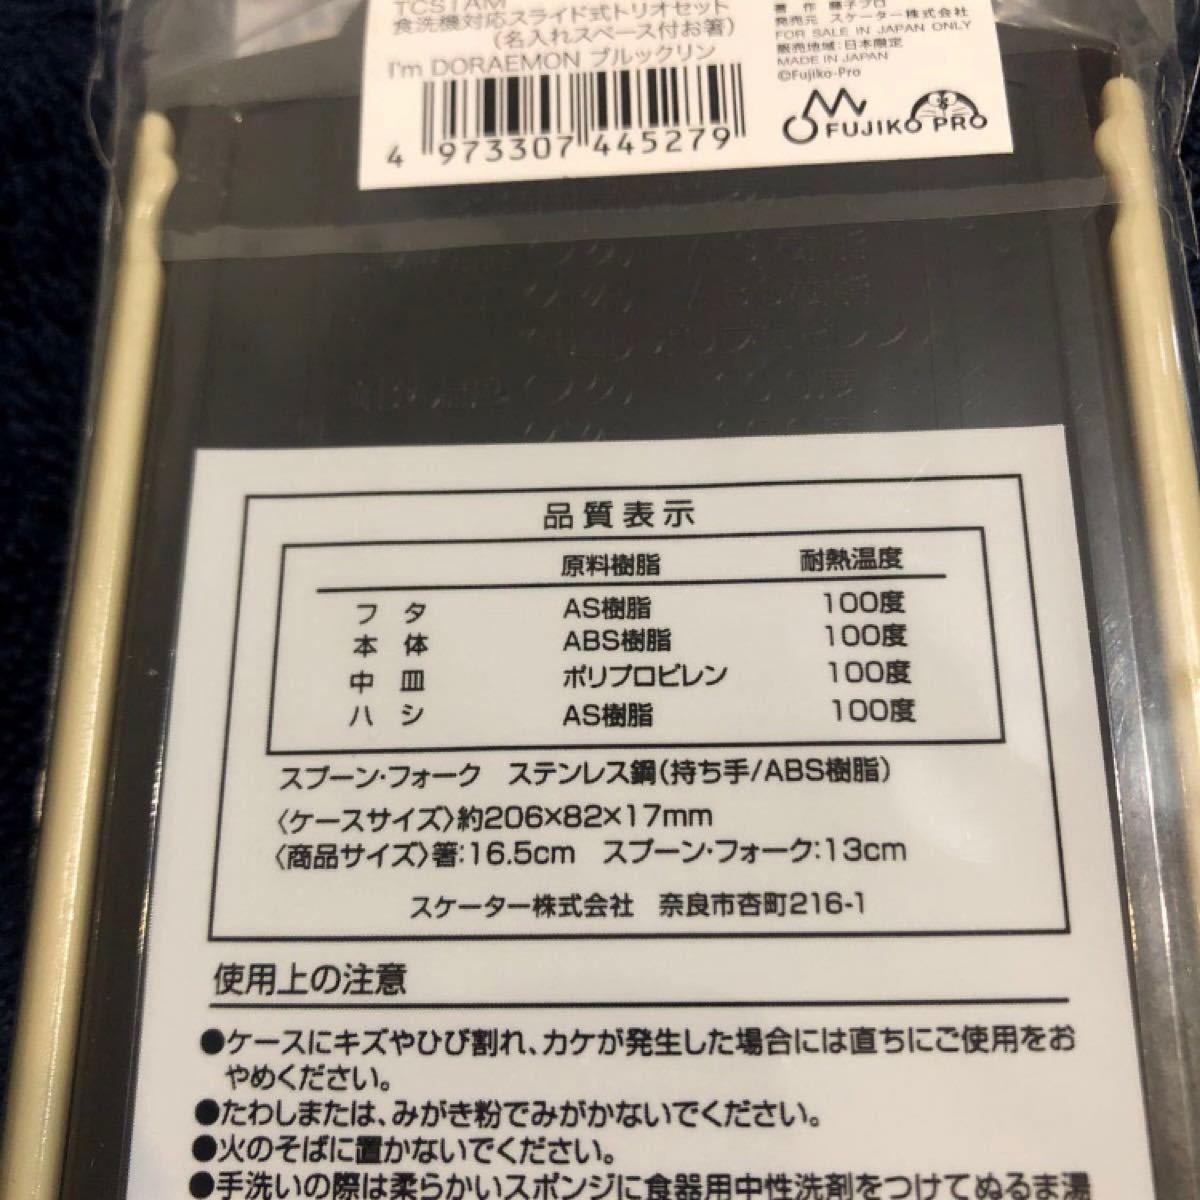 TCS1AM
食洗機対応スライド式トリオセット
(名入れスペース付お箸)
I'm DORAEMON ブルックリン
4 973307 445279
著 作 藤子プロ
発売元 スケーター株式会社
FOR SALE IN JAPAN ONLY
販売地域:日本限定
MADE IN JAPAN
©Fujiko-Pro
FUJIKO PRO
品質表示
原料樹脂 耐熱温度
フタ AS樹脂 100度
本体 ABS樹脂 100度
中皿 ポリプロピレン 100度
ハシ AS樹脂 100度
スプーン・フォーク ステンレス鋼(持ち手/ABS樹脂)
〈ケースサイズ〉約206×82×17mm
〈商品サイズ〉箸:16.5cm スプーン・フォーク:13cm
スケーター株式会社 奈良市杏町216-1
使用上の注意
●ケースにキズやひび割れ、カケが発生した場合には直ちにご使用をお
やめください。
●たわしまたは、みがき粉でみがかないでください。
●火のそばに置かないでください。
●手洗いの際は柔らかいスポンジに食器用中性洗剤をつけてぬるま湯